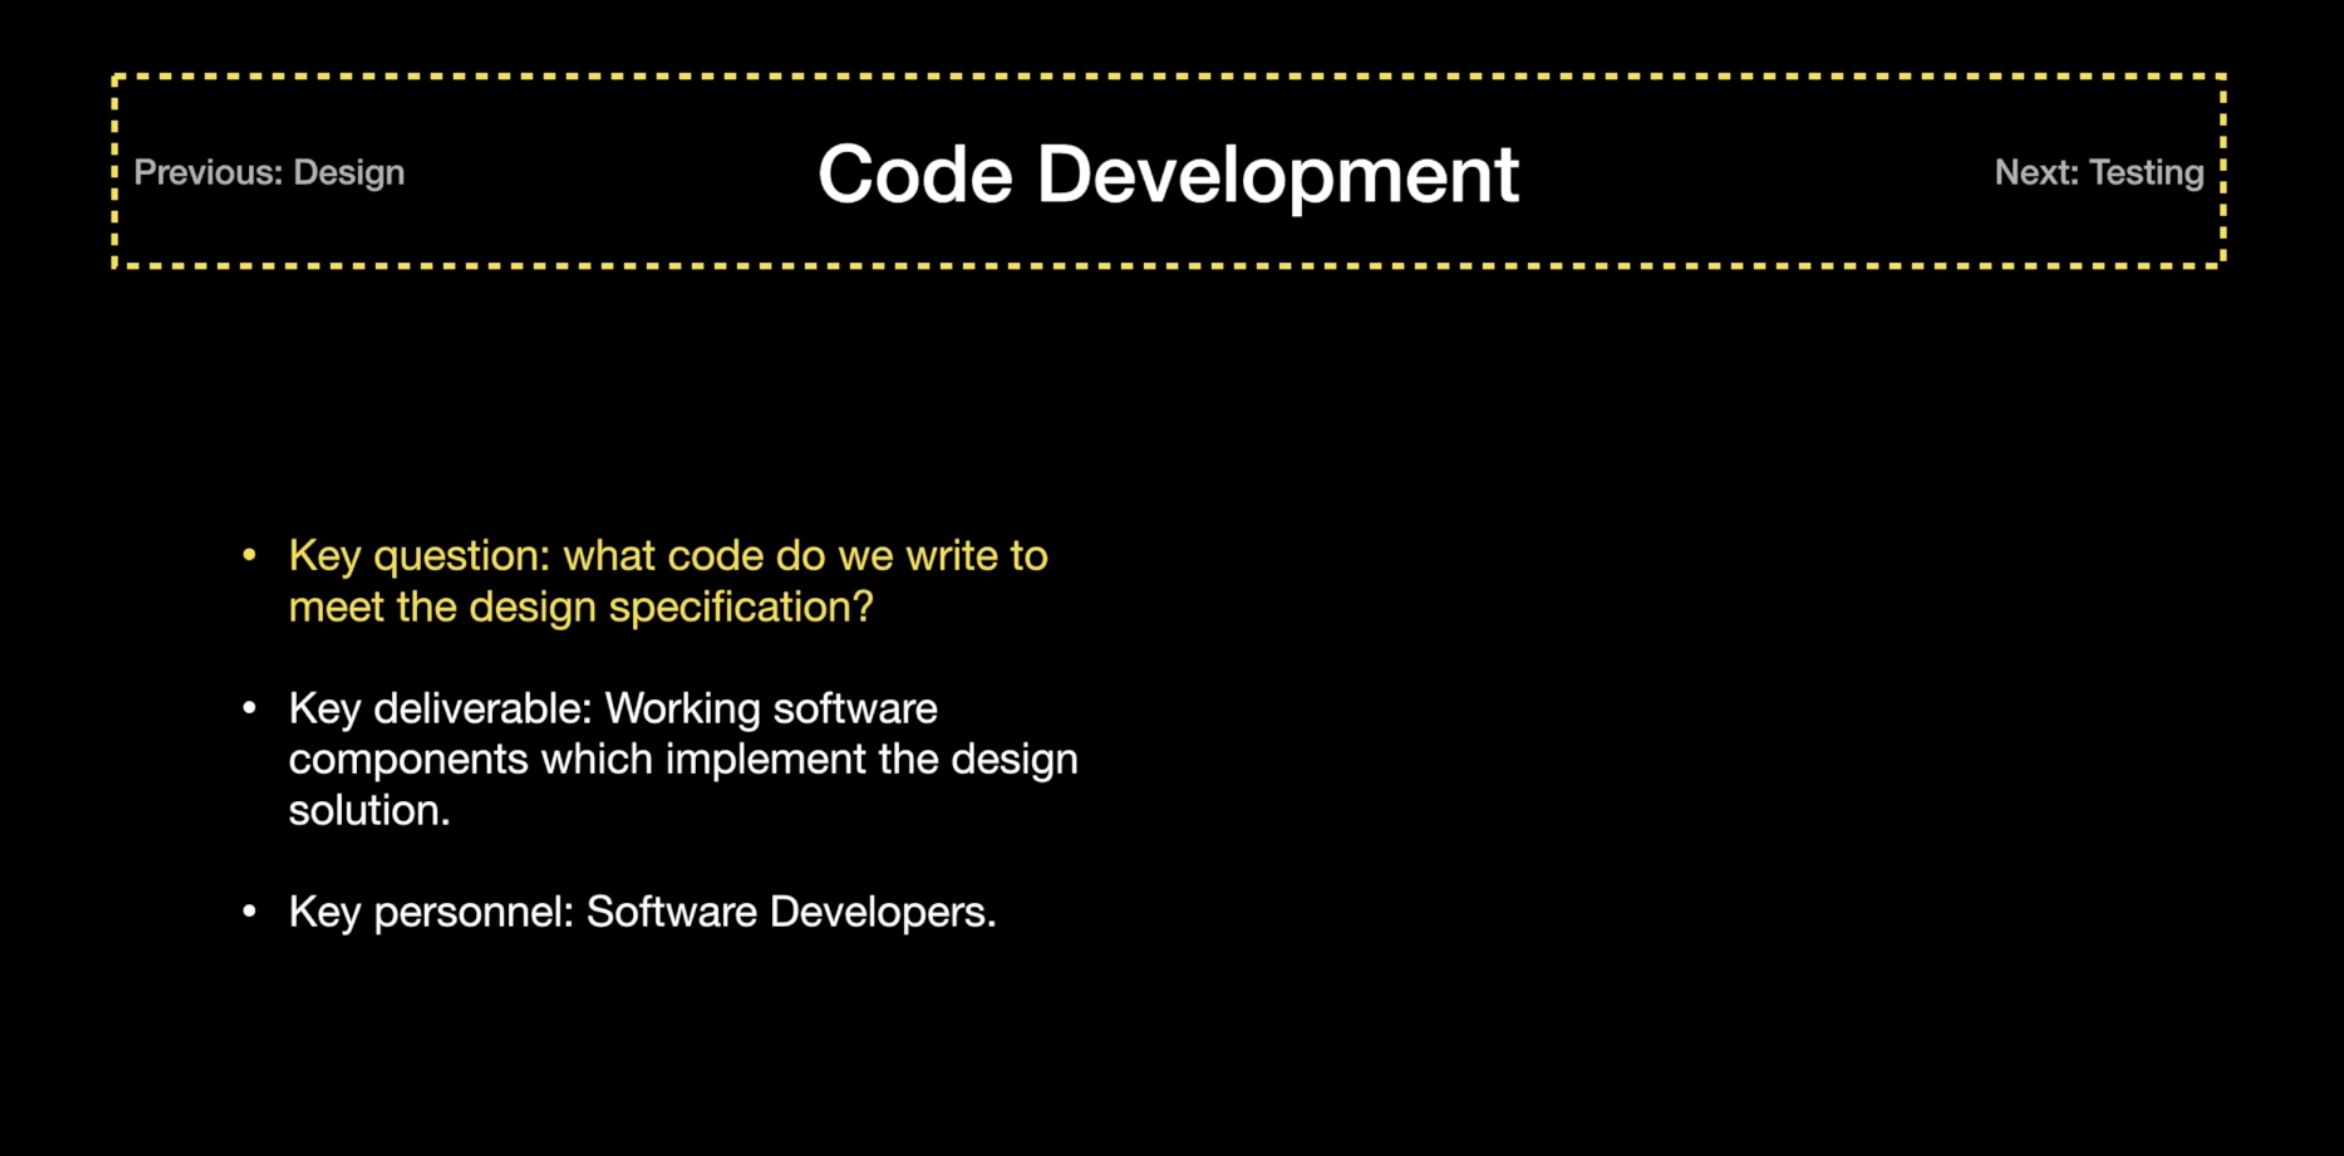 Previous: Design
Code Development
Next: Testing
• Key question: what code do we write to
meet the design specification?
• Key deliverable: Working software
components which implement the design
solution.
• Key personnel: Software Developers.